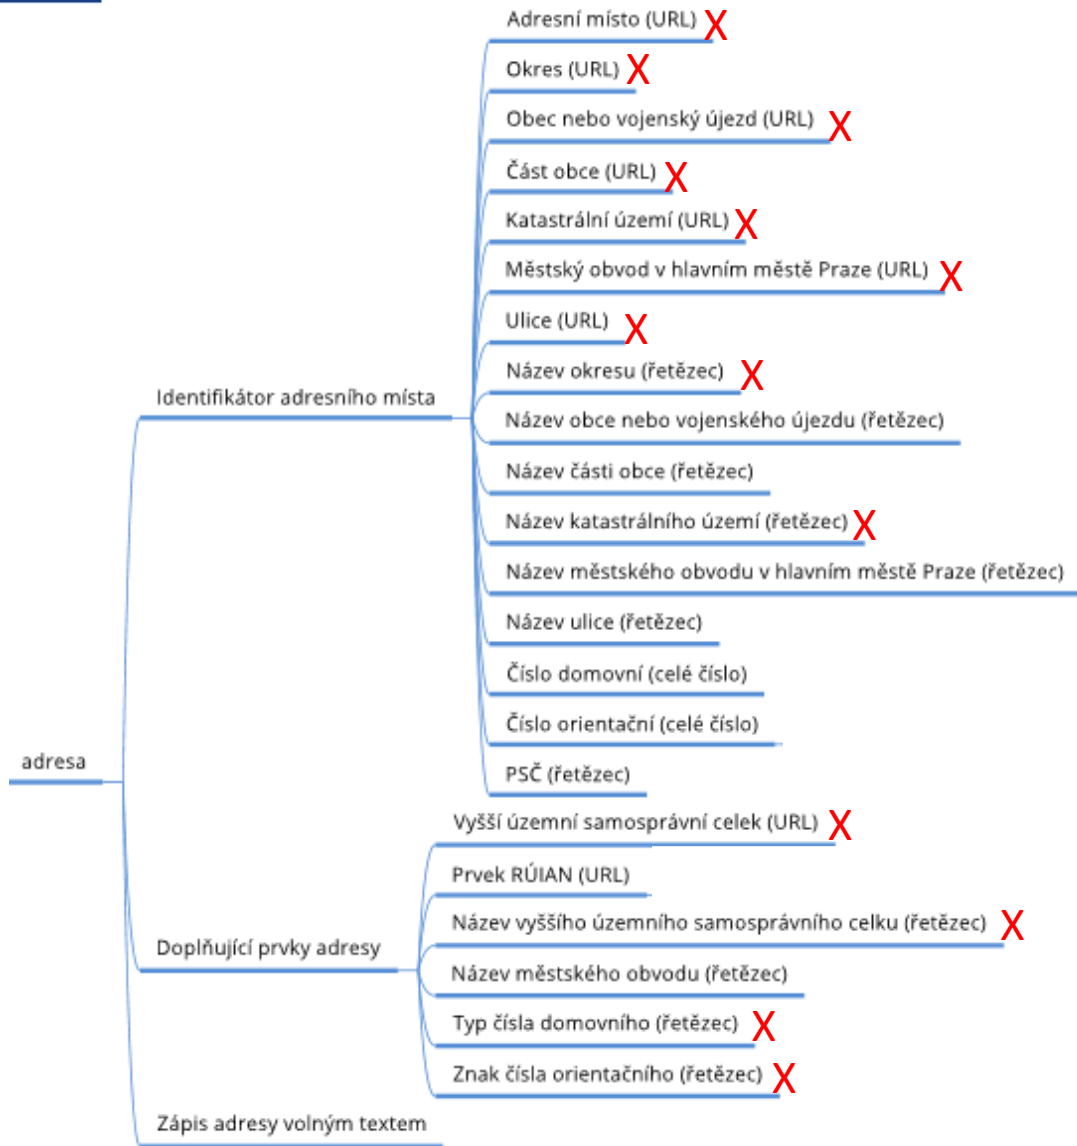 Adresní místo (URL) X
Okres (URL) X
Obec nebo vojenský újezd (URL) X
Část obce (URL) X
Katastrální území (URL) X
Městský obvod v hlavním městě Praze (URL) X
Ulice (URL) X
Název okresu (řetězec) X
Identifikátor adresního místa
Název obce nebo vojenského újezdu (řetězec)
Název části obce (řetězec)
Název katastrálního území (řetězec) X
Název městského obvodu v hlavním městě Praze (řetězec)
Název ulice (řetězec)
Číslo domovní (celé číslo)
Číslo orientační (celé číslo)
adresa
PSČ (řetězec)
Vyšší územní samosprávní celek (URL) X
Prvek RÚIAN (URL)
Název vyššího územního samosprávního celku (řetězec) X
Doplňující prvky adresy
Název městského obvodu (řetězec)
Typ čísla domovního (řetězec) X
Znak čísla orientačního (řetězec) X
Zápis adresy volným textem